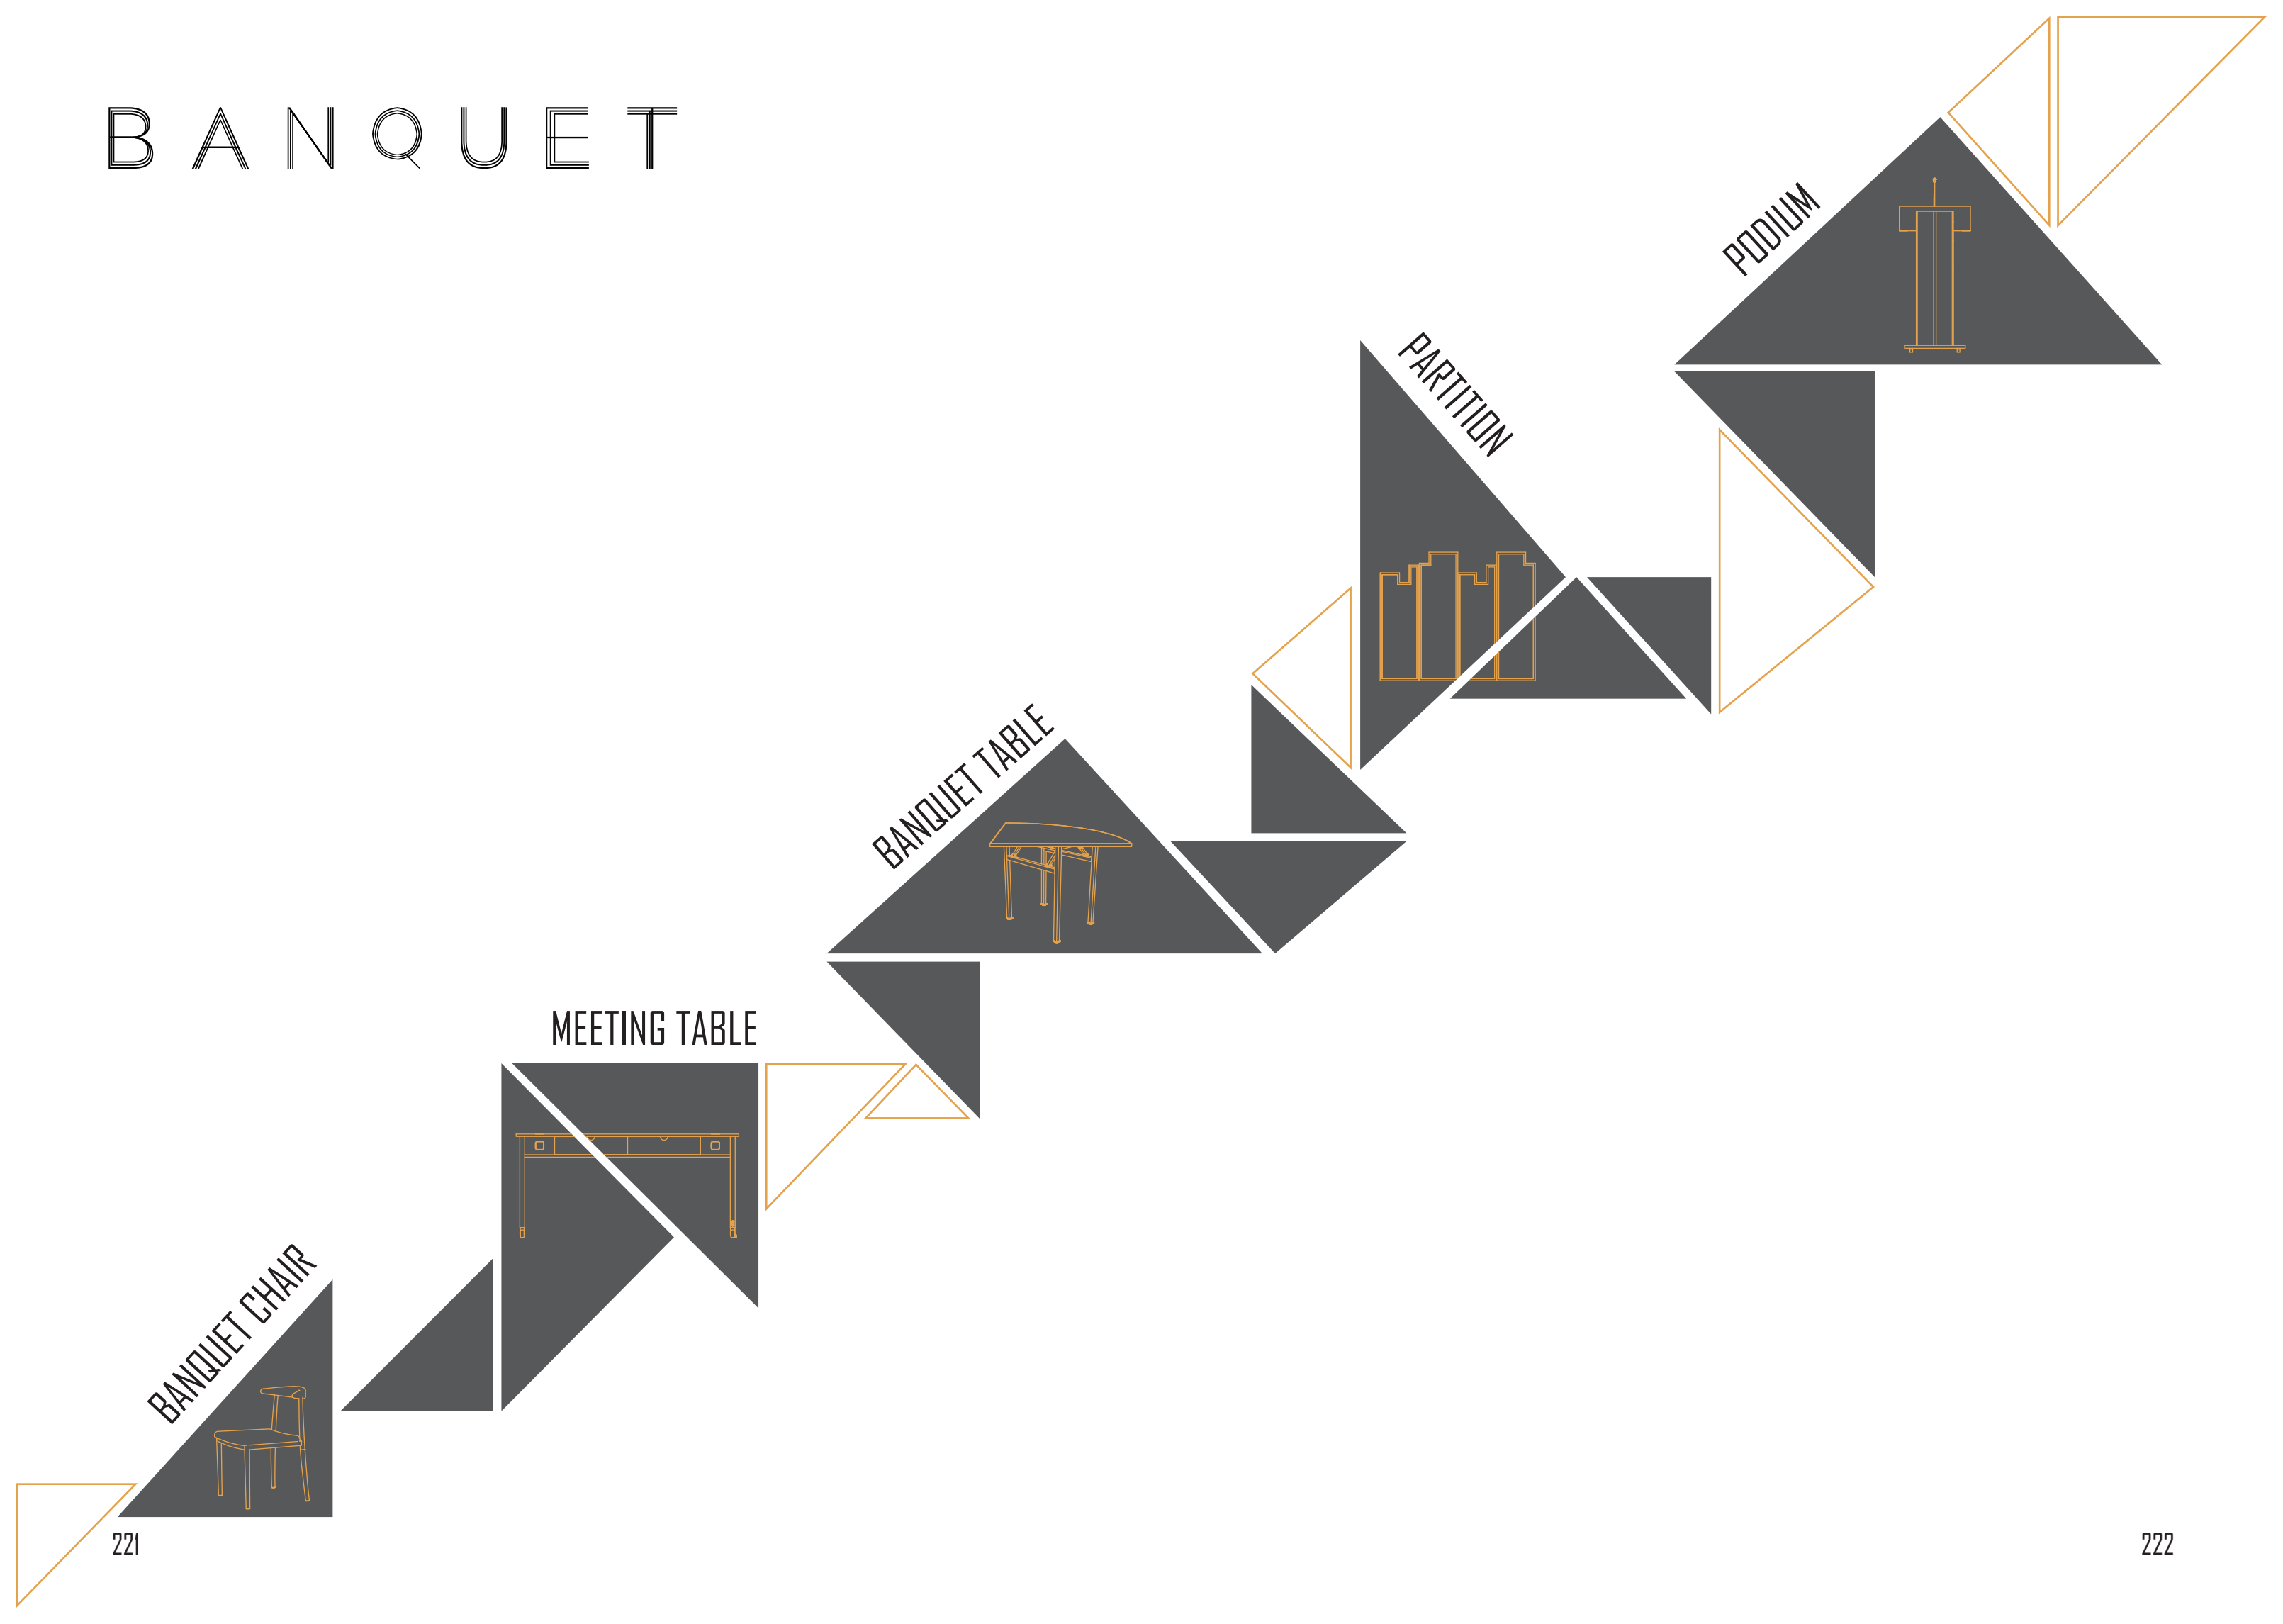 BANQUET
PODIUM
PARTITION
BANQUET TABLE
MEETING TABLE
BANQUET CHAIR
221
222